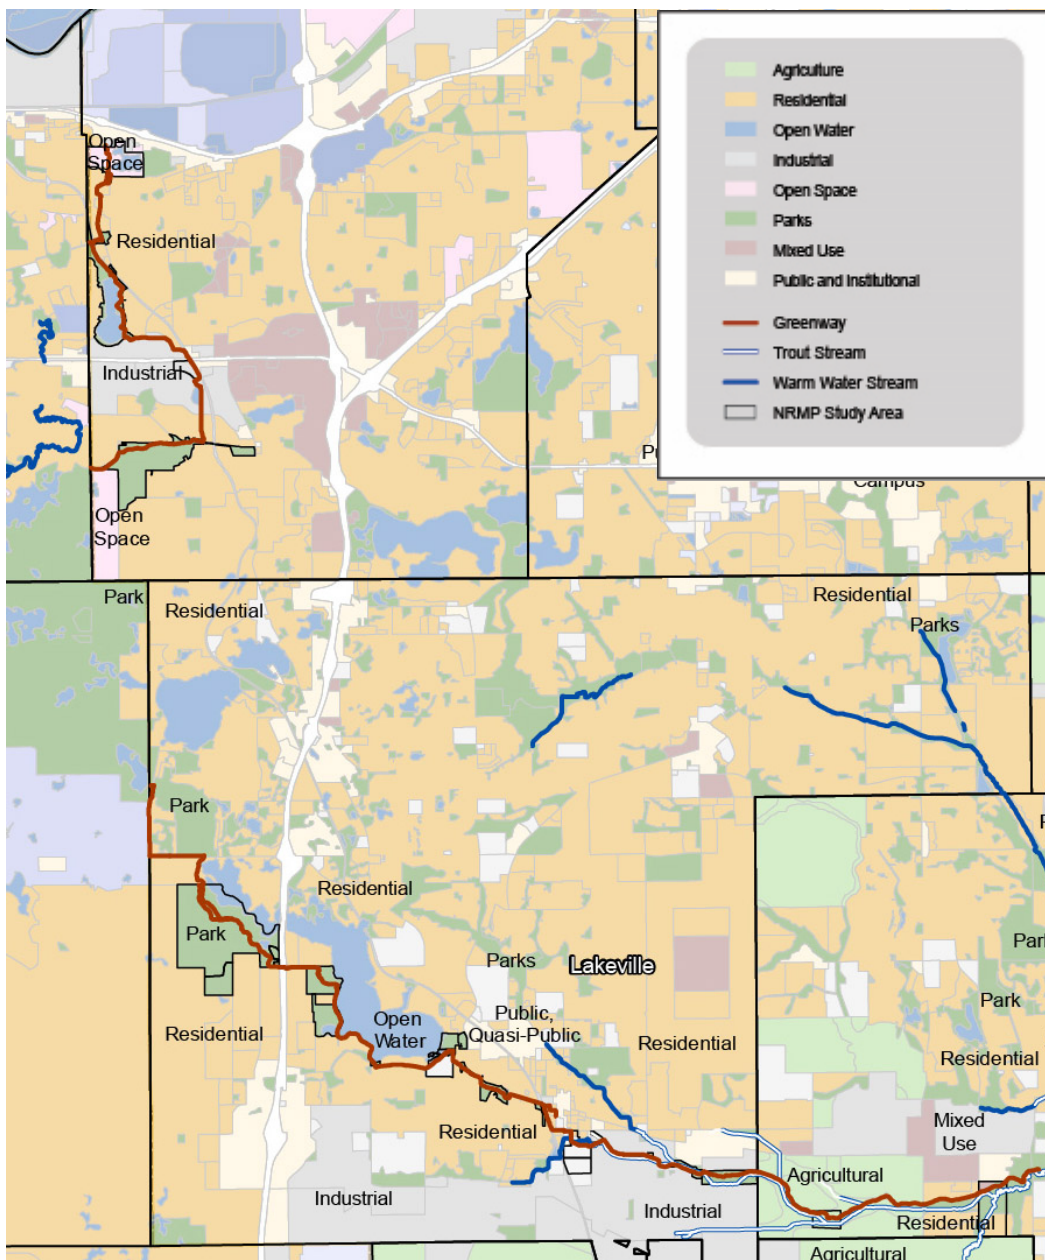 Agriculture
Residential
Open Water
Industrial
Open Space
Parks
Mixed Use
Public and Institutional
Greenway
Trout Stream
Warm Water Stream
NRMP Study Area
Open
Space
Residential
Industrial
Campus
Open
Space
Park
Residential
Residential
Parks
Park
Residential
Park
Parks
Lakeville
Park
Public,
Quasi-Public
Open
Water
Residential
Residential
Residential
Residential
Mixed
Use
Industrial
Agricultural
Industrial
Residential
Agricultural